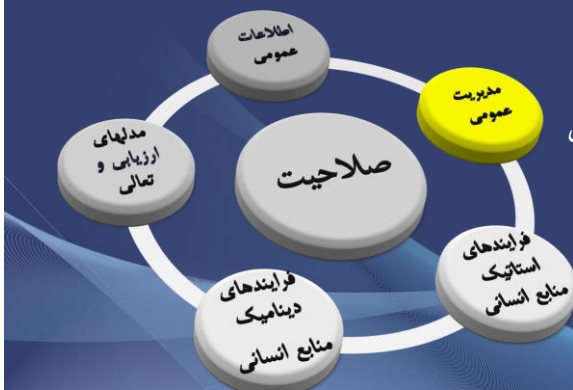 اطلاعات
عمومی
مدیریت
عمومی
مدلهای
ارزیابی و
تعالی
صلاحیت
فرایندهای
استاتیک
منابع انسانی
فرایندهای
دینامیک
منابع انسانی